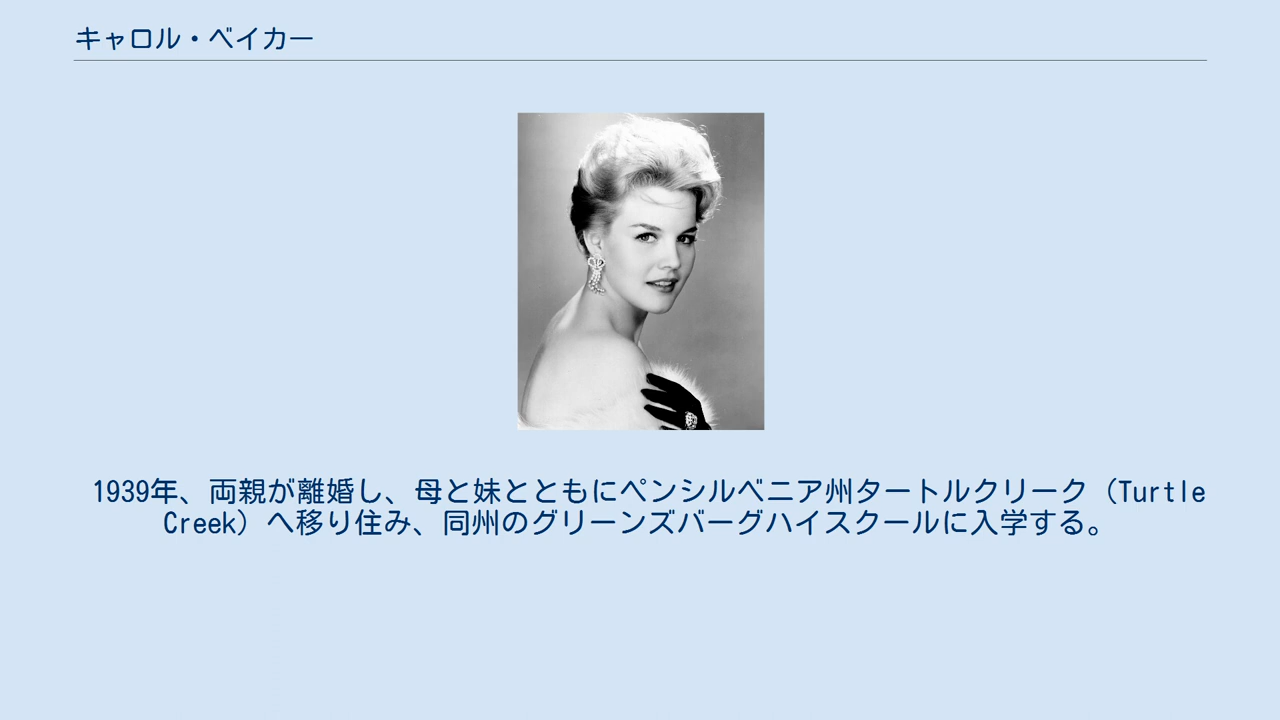 キャロル・ベイカー
1939年、両親が離婚し、母と妹とともにペンシルベニア州タートルクリーク（Turtle
Creek）へ移り住み、同州のグリーンズバーグハイスクールに入学する。